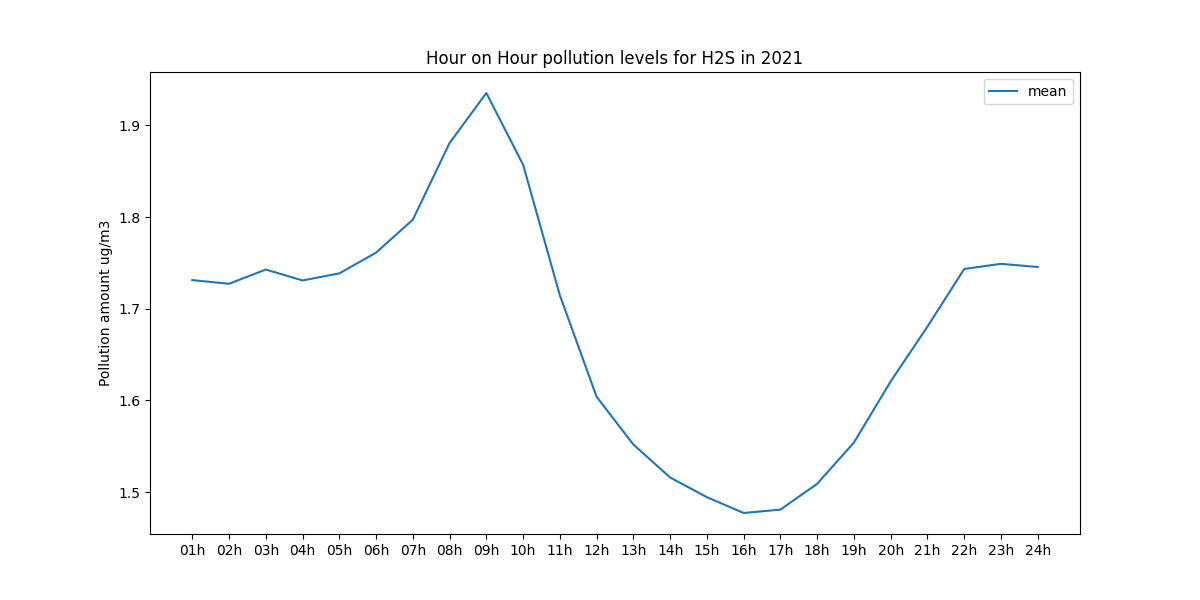 Hour on Hour pollution levels for H2S in 2021
mean
Pollution amount ug/m3
1.9
1.8
1.7
1.6
1.5
01h 02h 03h 04h 05h 06h 07h 08h 09h 10h 11h 12h 13h 14h 15h 16h 17h 18h 19h 20h 21h 22h 23h 24h